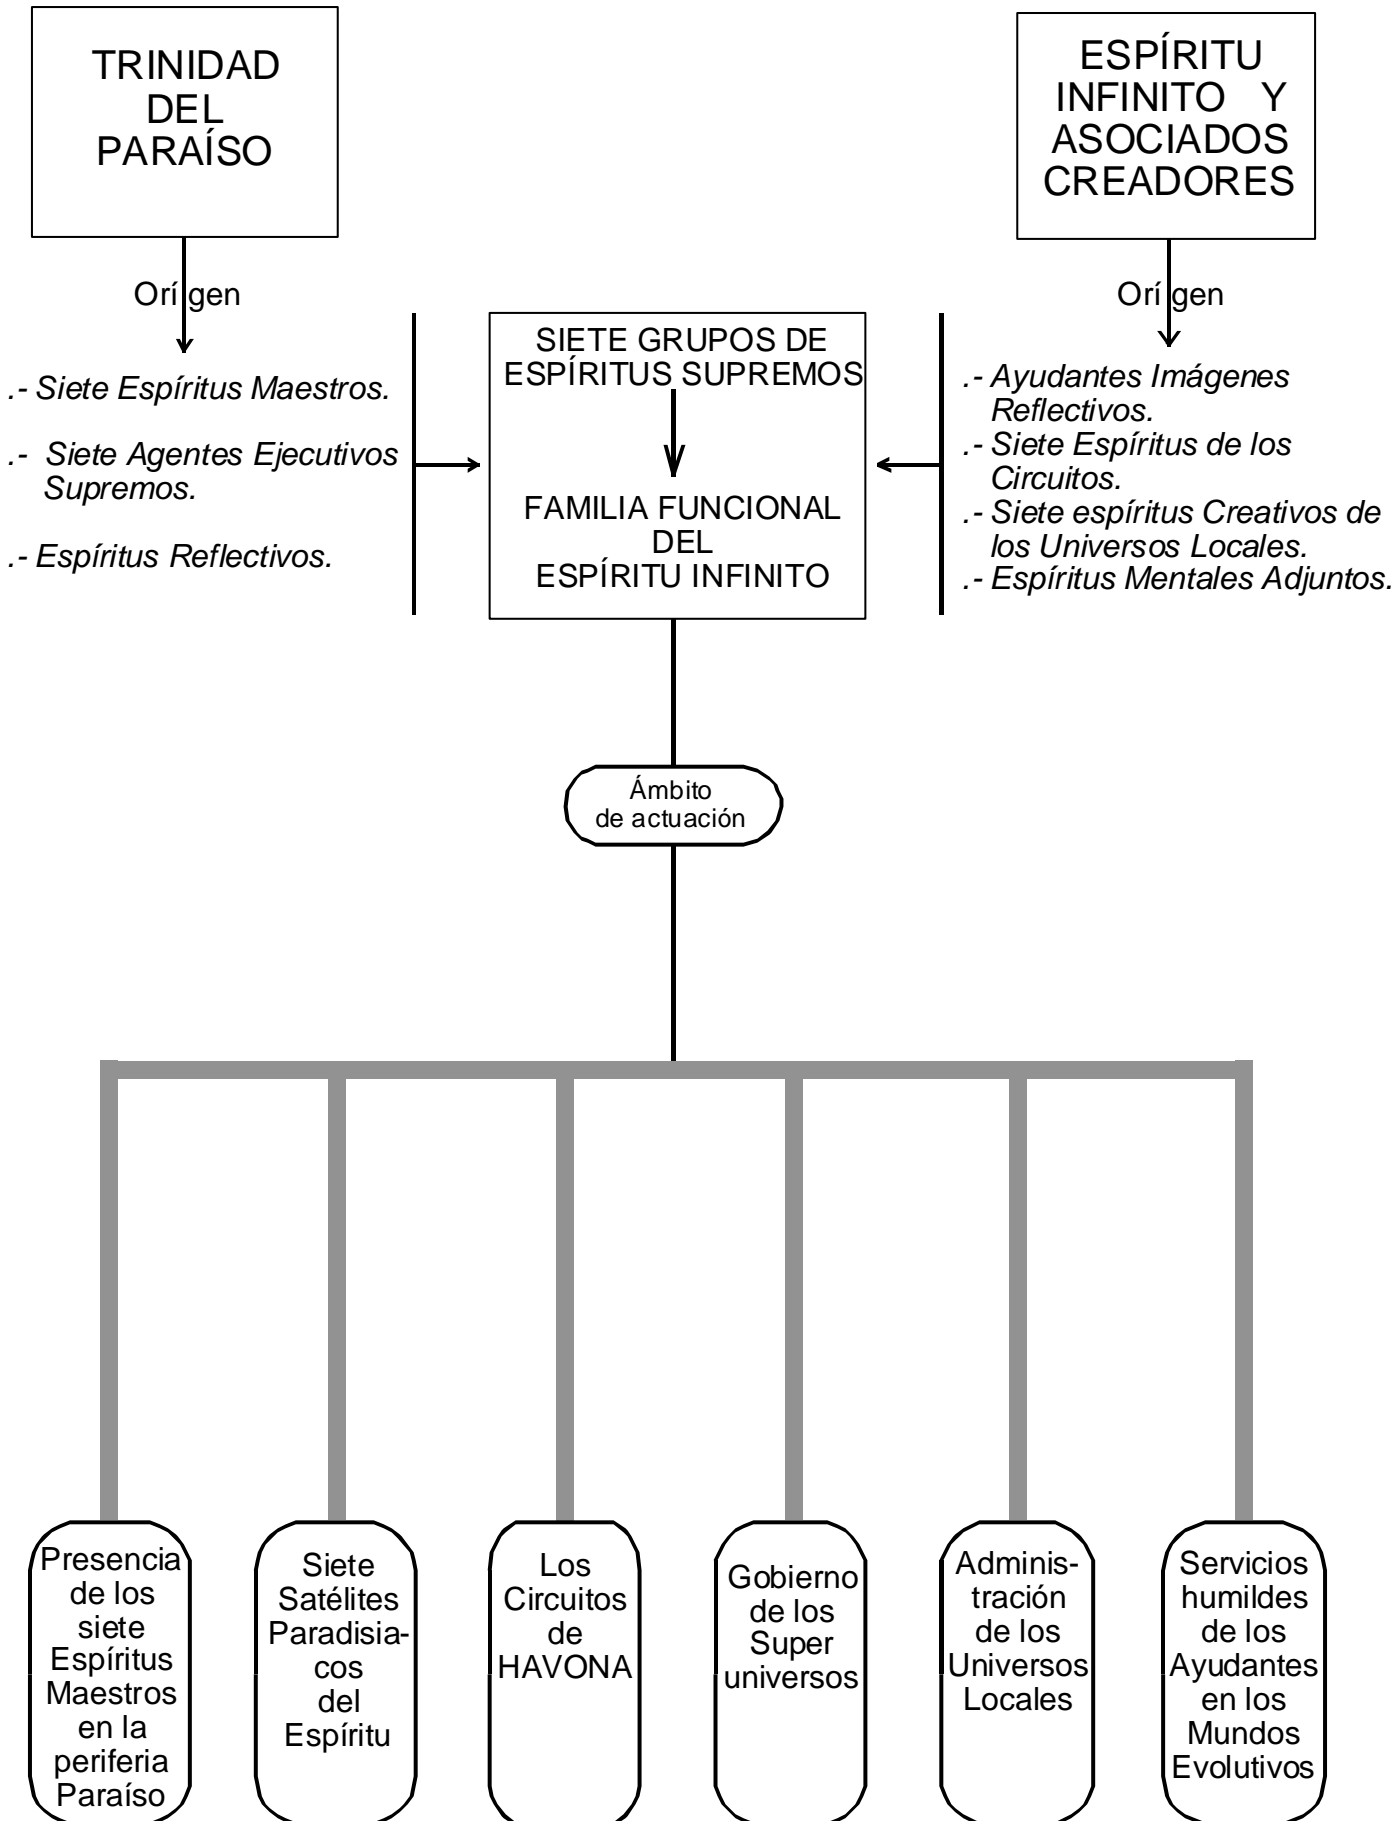 TRINIDAD
DEL
PARAÍSO
ESPÍRITU
INFINITO Y
ASOCIADOS
CREADORES
Orígen
Orígen
.- Siete Espíritus Maestros.
.- Siete Agentes Ejecutivos
Supremos.
.- Espíritus Reflectivos.
SIETE GRUPOS DE
ESPÍRITUS SUPREMOS
FAMILIA FUNCIONAL
DEL
ESPÍRITU INFINITO
.- Ayudantes Imágenes
Reflectivos.
.- Siete Espíritus de los
Circuitos.
.- Siete espíritus Creativos de
los Universos Locales.
.- Espíritus Mentales Adjuntos.
Ámbito
de actuación
Presencia
de los
siete
Espíritus
Maestros
en la
periferia
Paraíso
Siete
Satélites
Paradisia-
cos
del
Espíritu
Los
Circuitos
de
HAVONA
Gobierno
de los
Super
universos
Adminis-
tración
de los
Universos
Locales
Servicios
humildes
de los
Ayudantes
en los
Mundos
Evolutivos